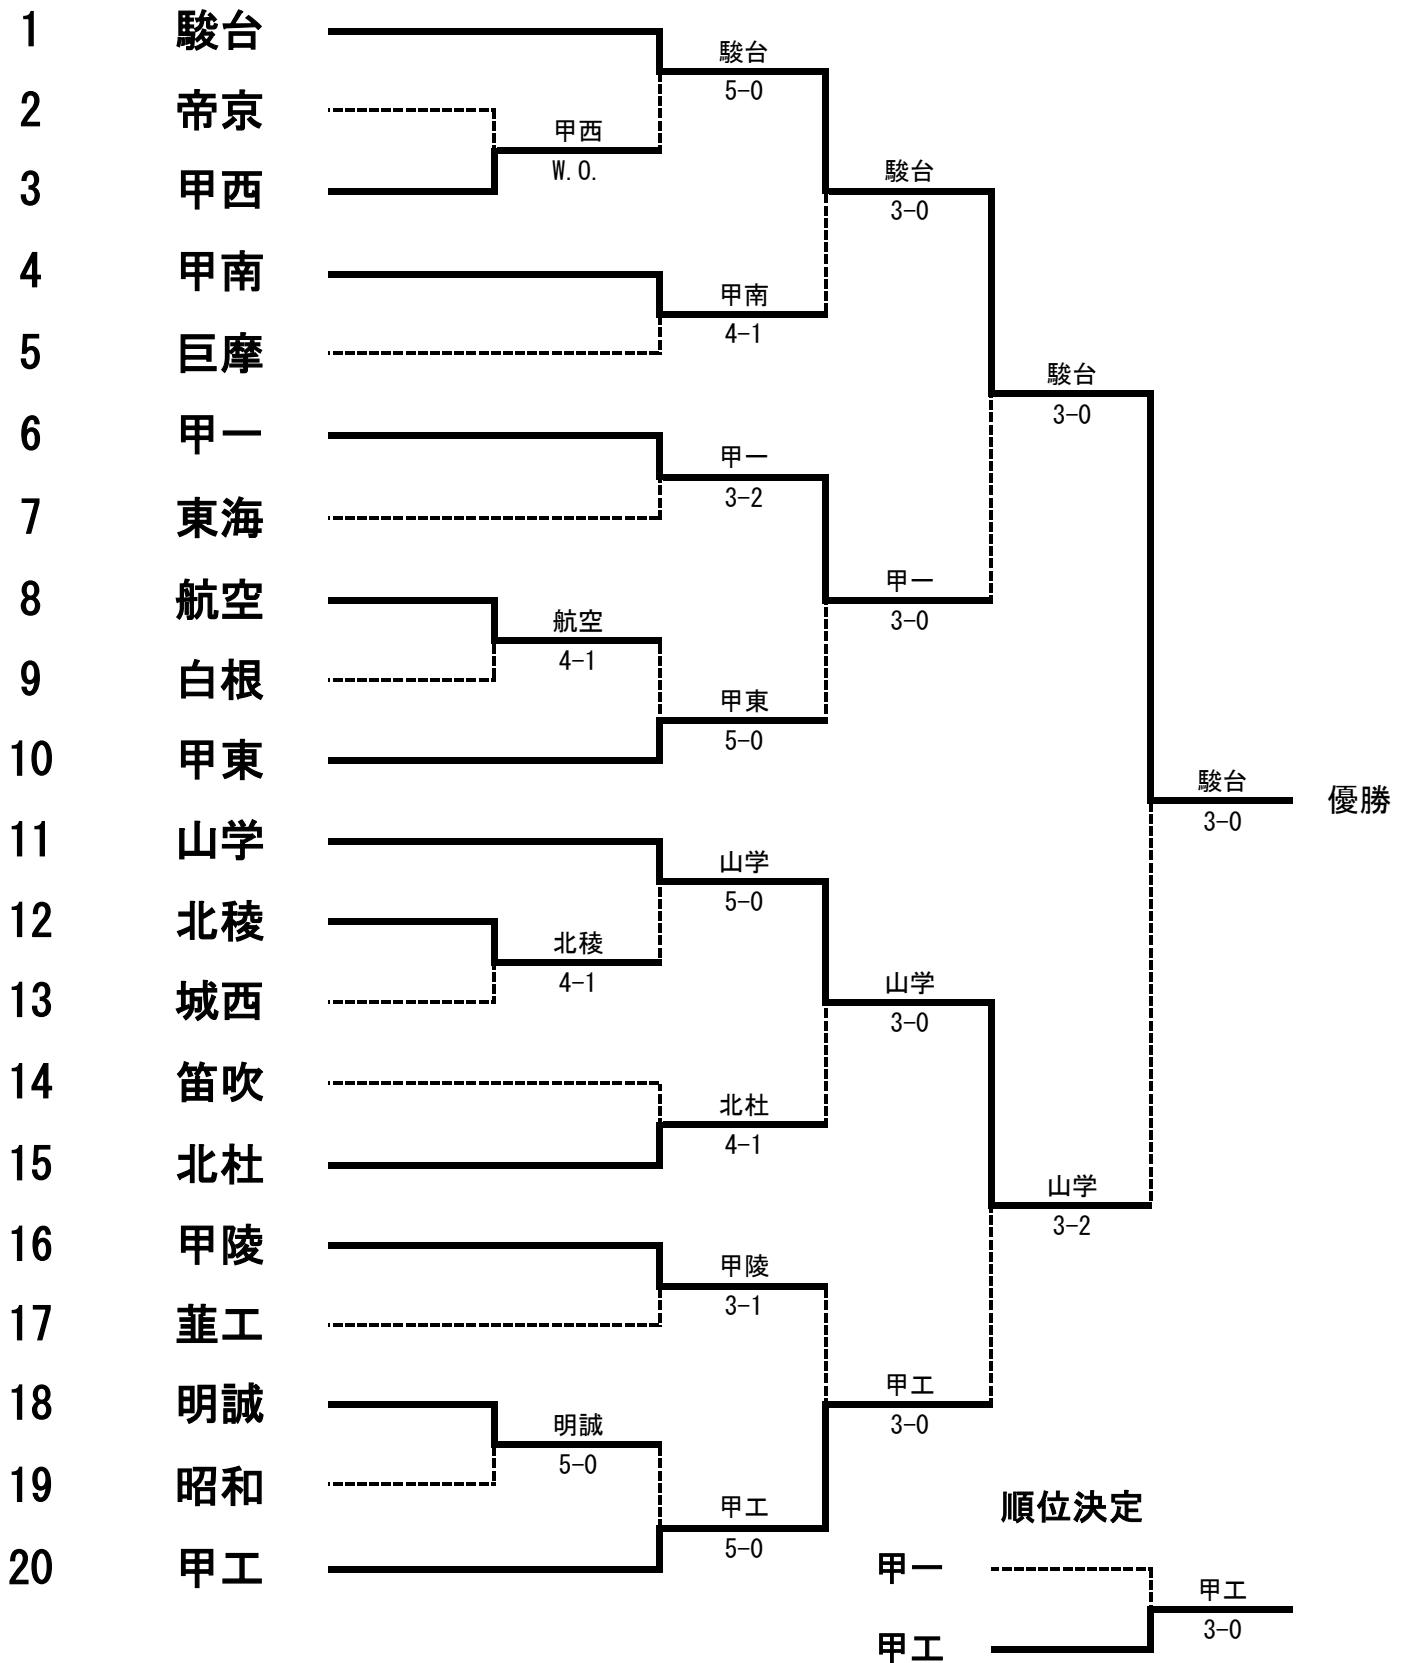 1 駿台
駿台
5-0
2 帝京
甲西
W.O.
3 甲西
駿台
3-0
4 甲南
甲南
4-1
5 巨摩
駿台
3-0
6 甲一
甲一
3-2
7 東海
甲一
3-0
8 航空
航空
4-1
9 白根
甲東
5-0
10 甲東
駿台
3-0
優勝
11 山学
山学
5-0
12 北稜
北稜
4-1
13 城西
山学
3-0
14 笛吹
北杜
4-1
15 北杜
山学
3-2
16 甲陵
甲陵
3-1
17 韮工
甲工
3-0
18 明誠
明誠
5-0
19 昭和
甲工
5-0
20 甲工
順位決定
甲一
甲工
3-0
甲工